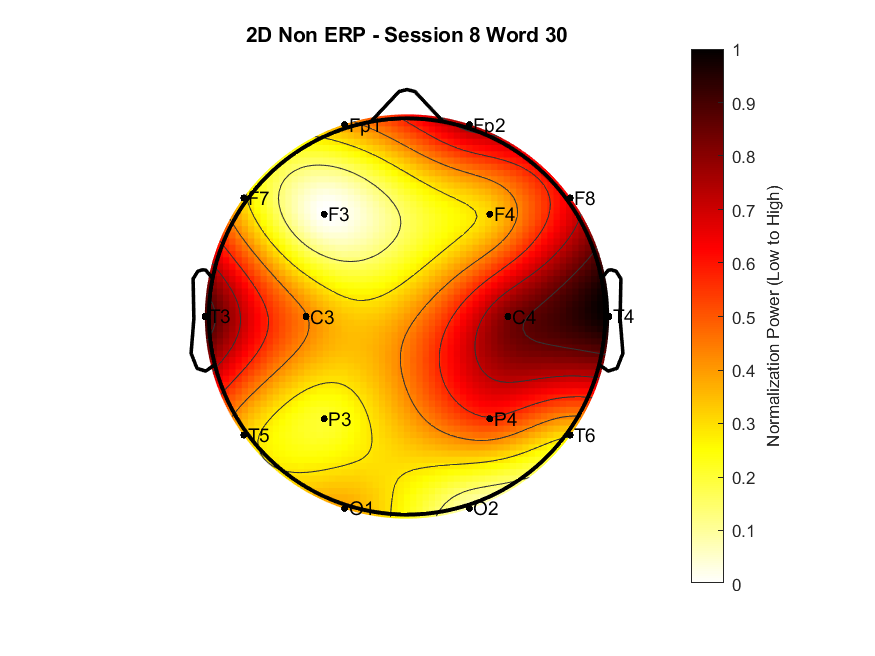 2D Non ERP - Session 8 Word 30
Fp1 Fp2
F7 F8
F3 F4
T3 C3 C4 T4
P3 P4
T5 T6
O1 O2
1
0.9
0.8
0.7
0.6
0.5
0.4
0.3
0.2
0.1
0
Normalization Power (Low to High)